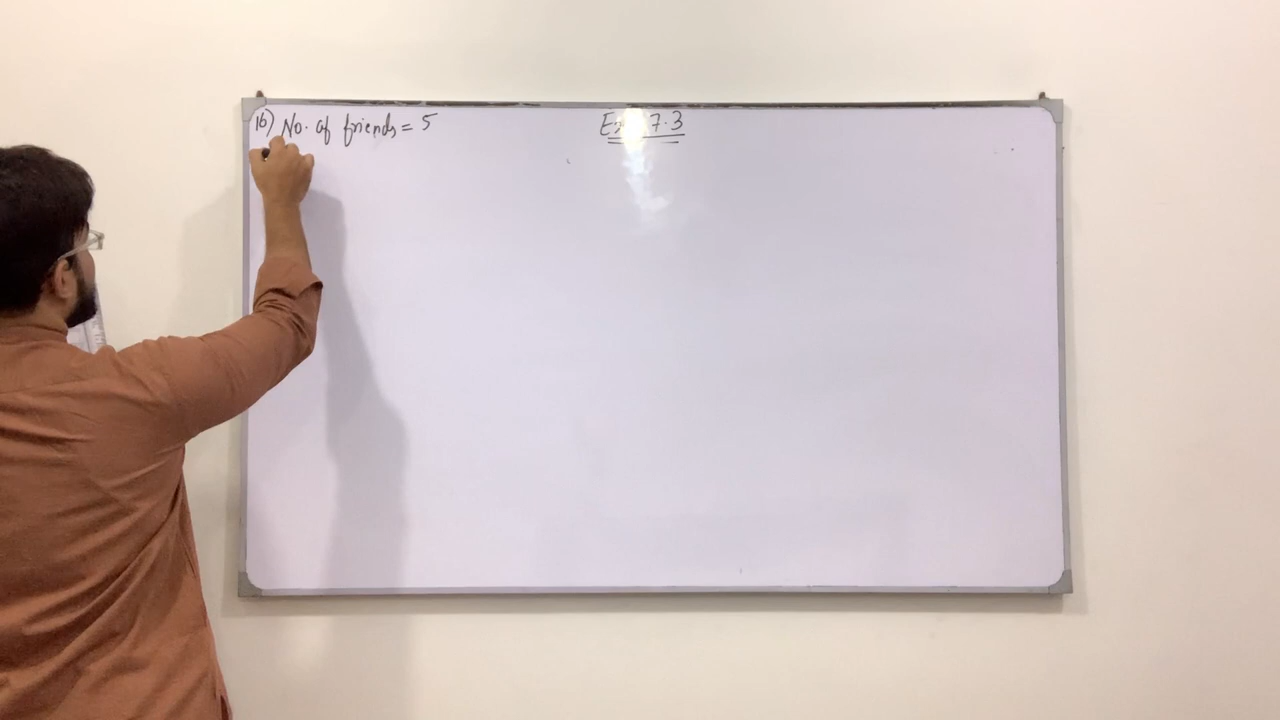 Ex 7.3
16) No. of friends = 5